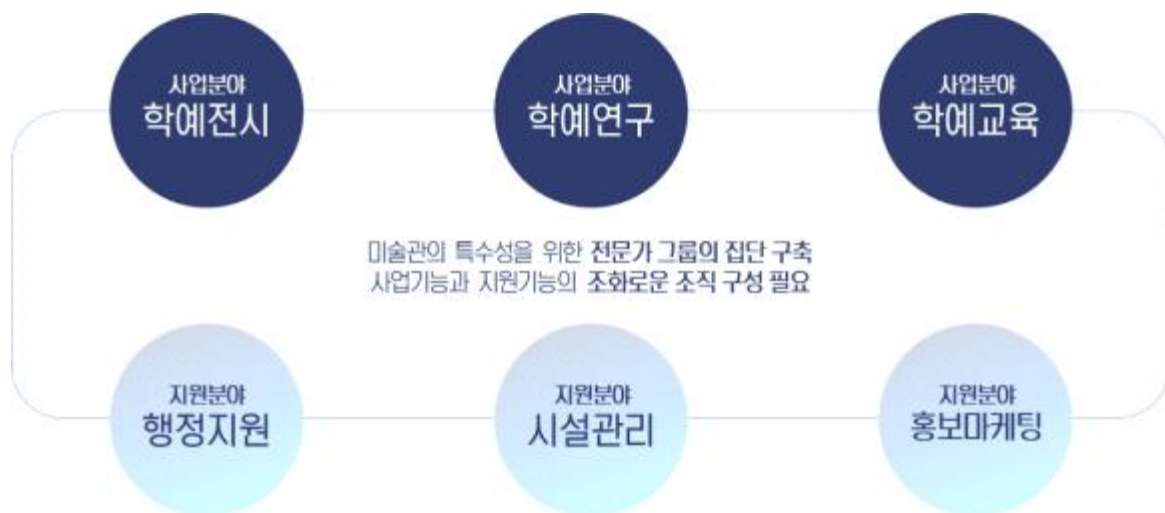 사업분야
학예전시
사업분야
학예연구
사업분야
학예교육
미술관의 특수성을 위한 전문가 그룹의 집단 구축
사업기능과 지원기능의 조화로운 조직 구성 필요
지원분야
행정지원
지원분야
시설관리
지원분야
홍보마케팅